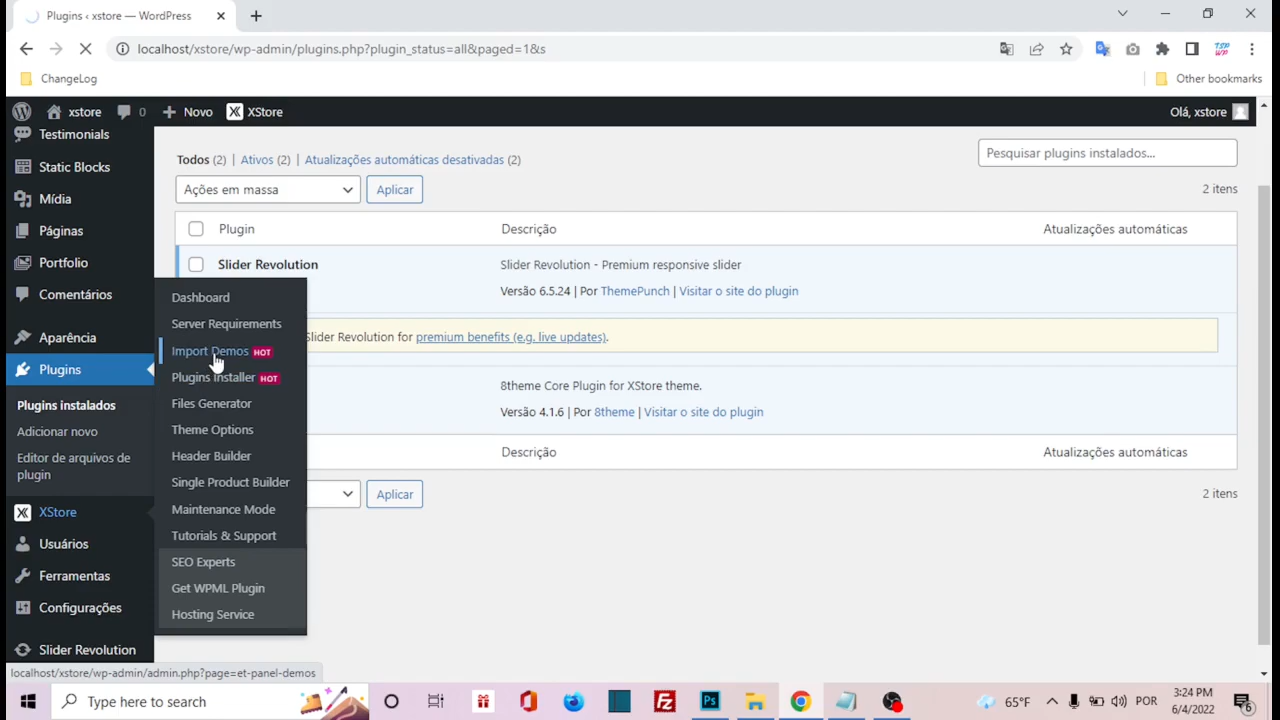 Plugins ‹ xstore — WordPress
localhost/xstore/wp-admin/plugins.php?plugin_status=all&paged=1&s
ChangeLog
Other bookmarks
xstore 0 Novo XStore
Olá, xstore
Testimonials
Static Blocks
Mídia
Páginas
Portfolio
Comentários
Aparência
Plugins
Plugins instalados
Adicionar novo
Editor de arquivos de
plugin
XStore
Usuários
Ferramentas
Configurações
Slider Revolution
Dashboard
Server Requirements
Import Demos HOT
Plugins Installer HOT
Files Generator
Theme Options
Header Builder
Single Product Builder
Maintenance Mode
Tutorials & Support
SEO Experts
Get WPML Plugin
Hosting Service
Todos (2) | Ativos (2) | Atualizações automáticas desativadas (2)
Pesquisar plugins instalados...
Ações em massa
Aplicar
2 itens
Plugin
Descrição
Atualizações automáticas
Slider Revolution
Slider Revolution - Premium responsive slider
Versão 6.5.24 | Por ThemePunch | Visitar o site do plugin
Slider Revolution for premium benefits (e.g. live updates).
8theme Core Plugin for XStore theme.
Versão 4.1.6 | Por 8theme | Visitar o site do plugin
Descrição
Atualizações automáticas
Aplicar
2 itens
localhost/xstore/wp-admin/admin.php?page=et-panel-demos
Type here to search
65°F
POR
3:24 PM
6/4/2022
6